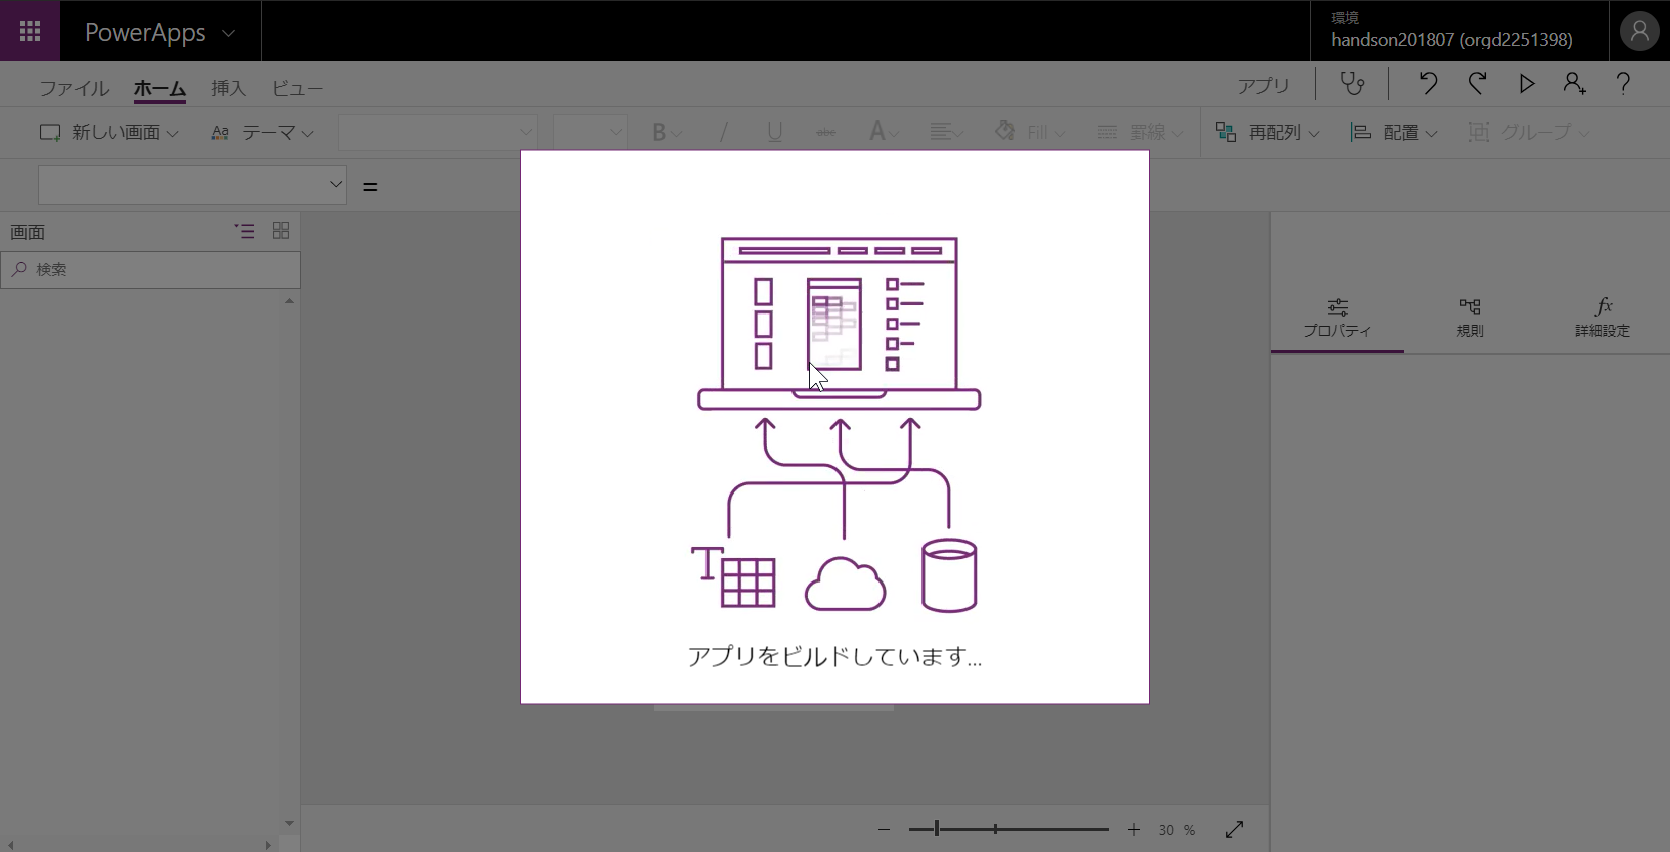 PowerApps
環境
handson201807 (orgd2251398)
ファイル ホーム 挿入 ビュー アプリ
新しい画面 テーマ B / U abc A Fill 罫線 再配列 配置 グループ
=
画面
検索
プロパティ 規則 詳細設定
アプリをビルドしています...
30 %